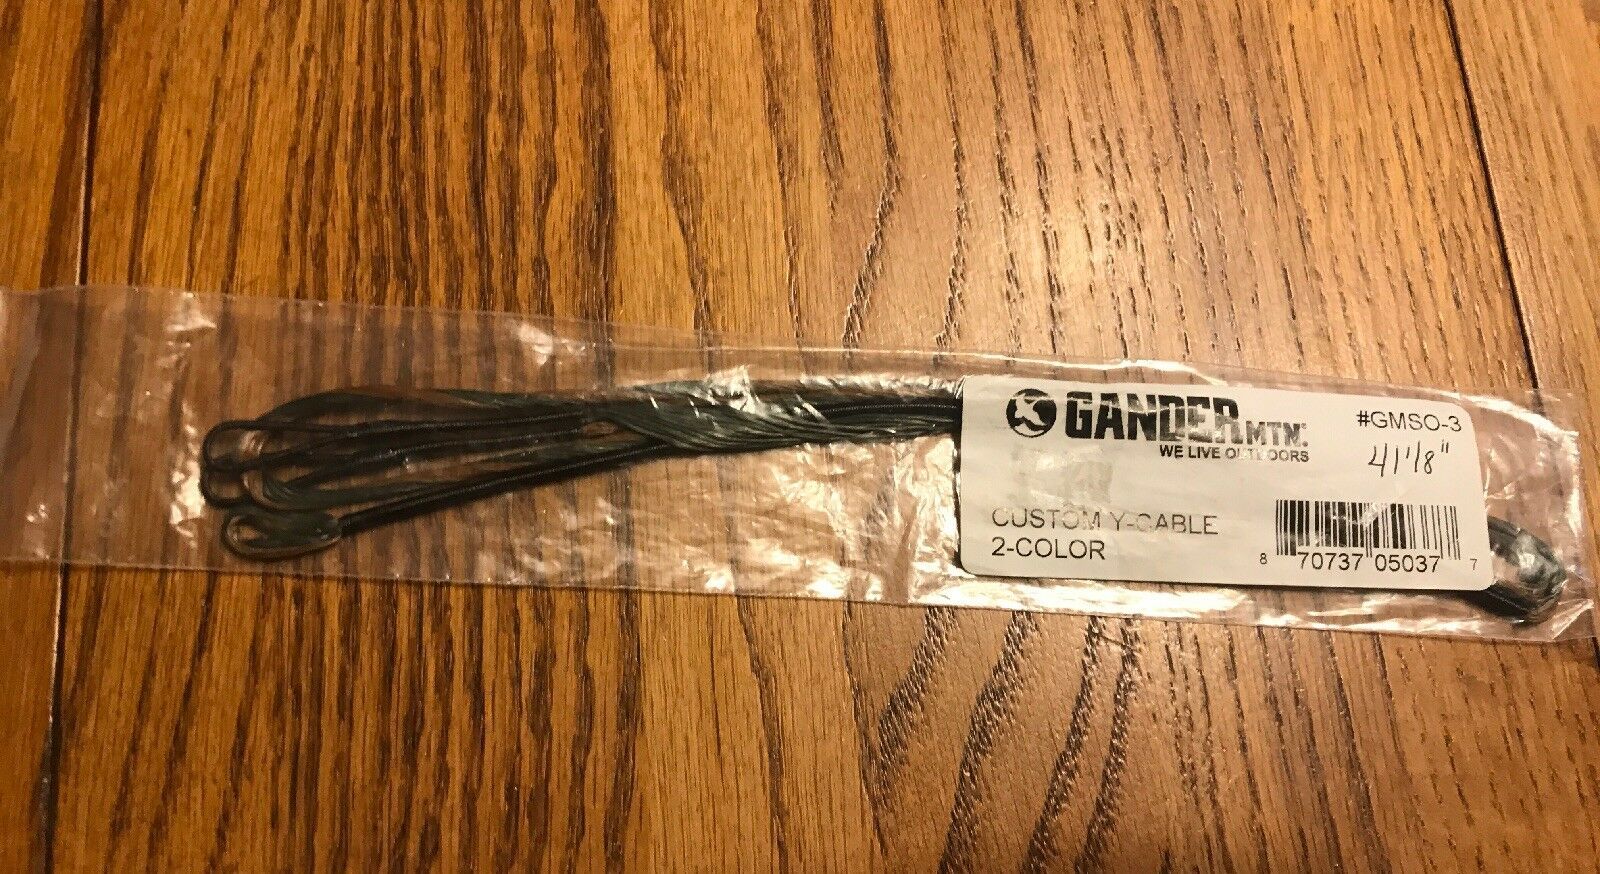 GANDER MTN.
WE LIVE OUTDOORS
#GMSO-3
41 1/8"
CUSTOM Y-CABLE
2-COLOR
8 70737 05037 7